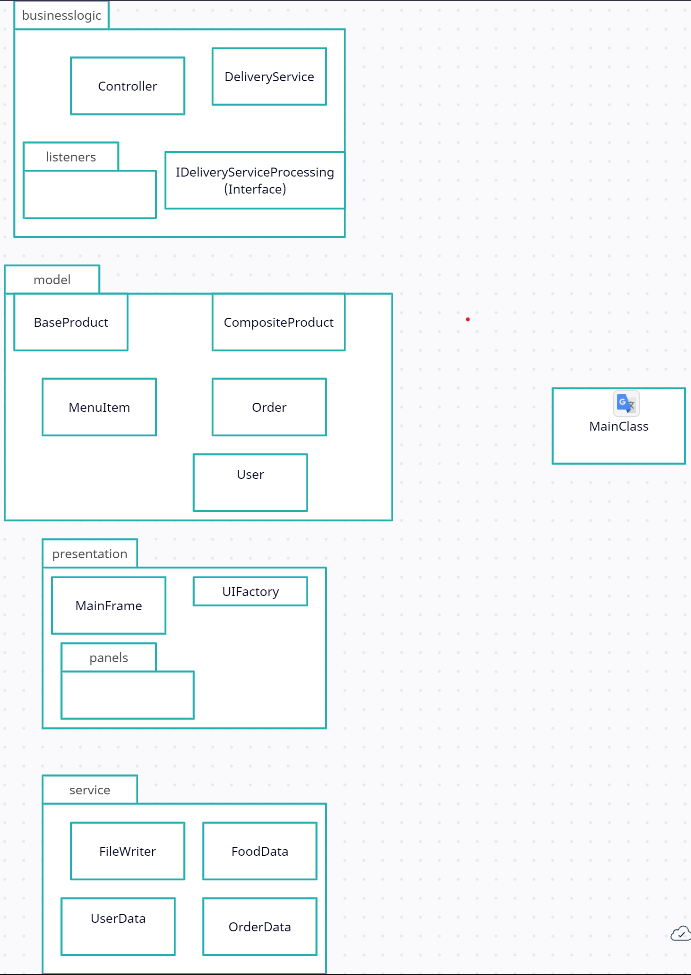 businesslogic
Controller
DeliveryService
listeners
IDeliveryServiceProcessing
(Interface)
model
BaseProduct
CompositeProduct
MenuItem
Order
User
G
MainClass
presentation
MainFrame
UIFactory
panels
service
FileWriter
FoodData
UserData
OrderData